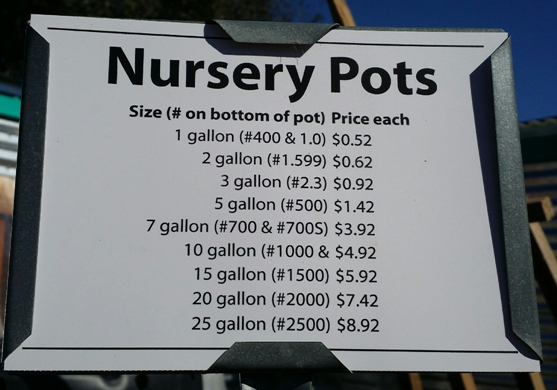 Nursery Pots
Size (# on bottom of pot) Price each
1 gallon (#400 & 1.0) $0.52
2 gallon (#1.599) $0.62
3 gallon (#2.3) $0.92
5 gallon (#500) $1.42
7 gallon (#700 & #700S) $3.92
10 gallon (#1000 & $4.92
15 gallon (#1500) $5.92
20 gallon (#2000) $7.42
25 gallon (#2500) $8.92